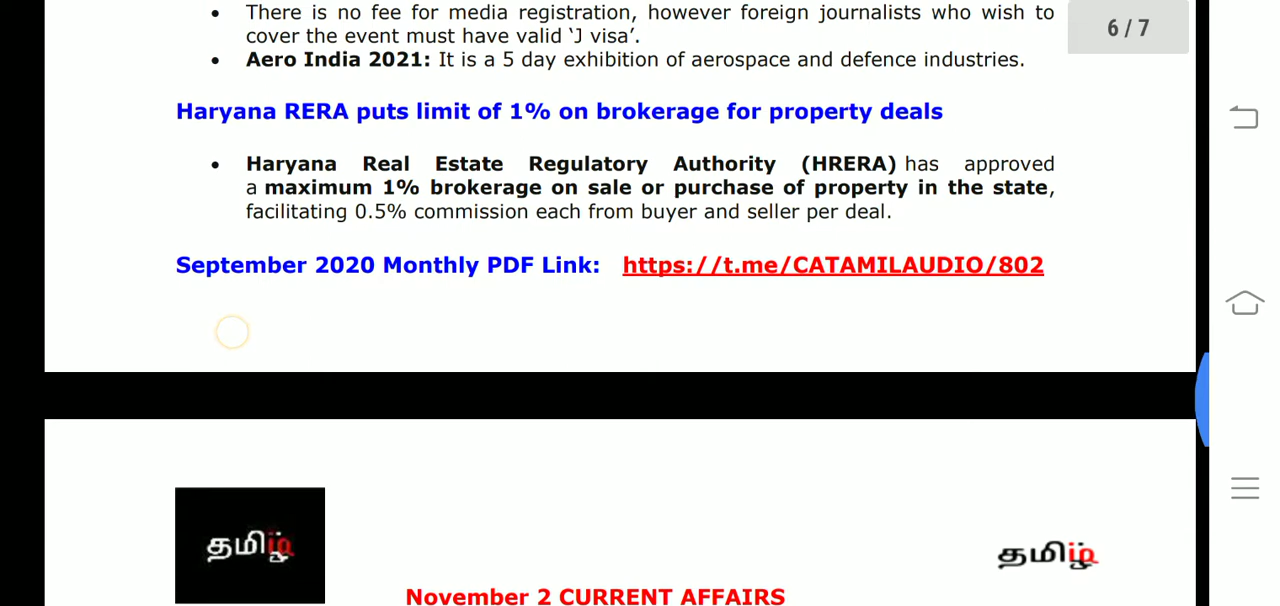 There is no fee for media registration, however foreign journalists who wish to
cover the event must have valid ‘J visa’.
Aero India 2021: It is a 5 day exhibition of aerospace and defence industries.
6 / 7
Haryana RERA puts limit of 1% on brokerage for property deals
Haryana Real Estate Regulatory Authority (HRERA) has approved
a maximum 1% brokerage on sale or purchase of property in the state,
facilitating 0.5% commission each from buyer and seller per deal.
September 2020 Monthly PDF Link: https://t.me/CATAMILAUDIO/802
தமிழ்
தமிழ்
November 2 CURRENT AFFAIRS